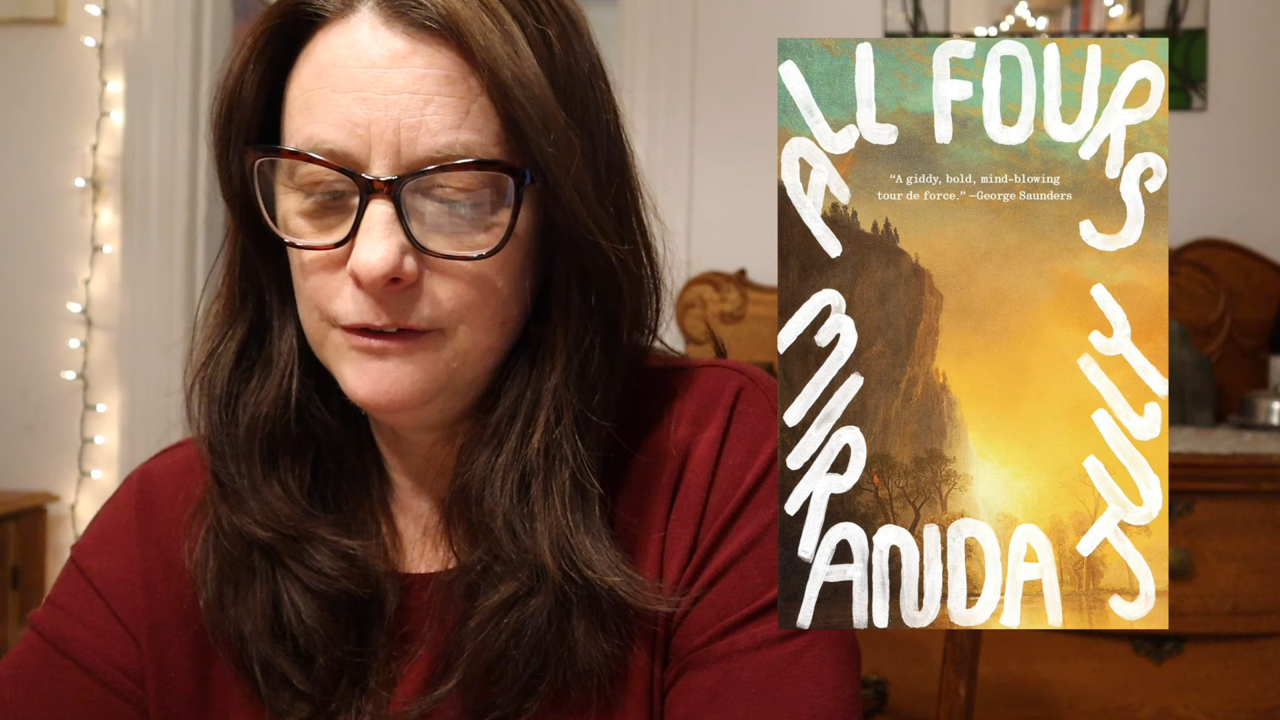 ALL FOURS
“A giddy, bold, mind-blowing
tour de force.” —George Saunders
MIRANDA JULY